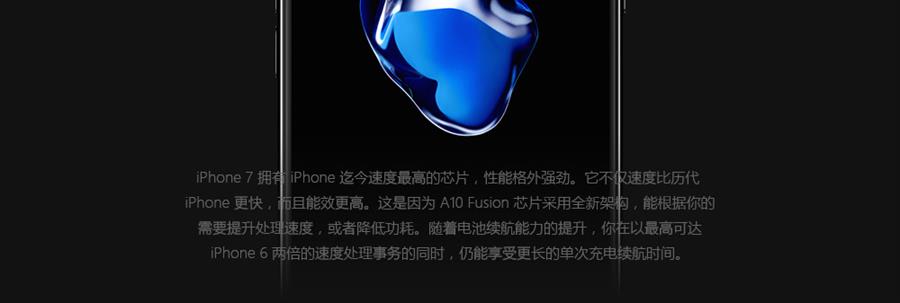 iPhone 7 拥有 iPhone 迄今速度最高的芯片，性能格外强劲。它不仅速度比历代
iPhone 更快，而且能效更高。这是因为 A10 Fusion 芯片采用全新架构，能根据你的
需要提升处理速度，或者降低功耗。随着电池续航能力的提升，你在以最高可达
iPhone 6 两倍的速度处理事务的同时，仍能享受更长的单次充电续航时间。